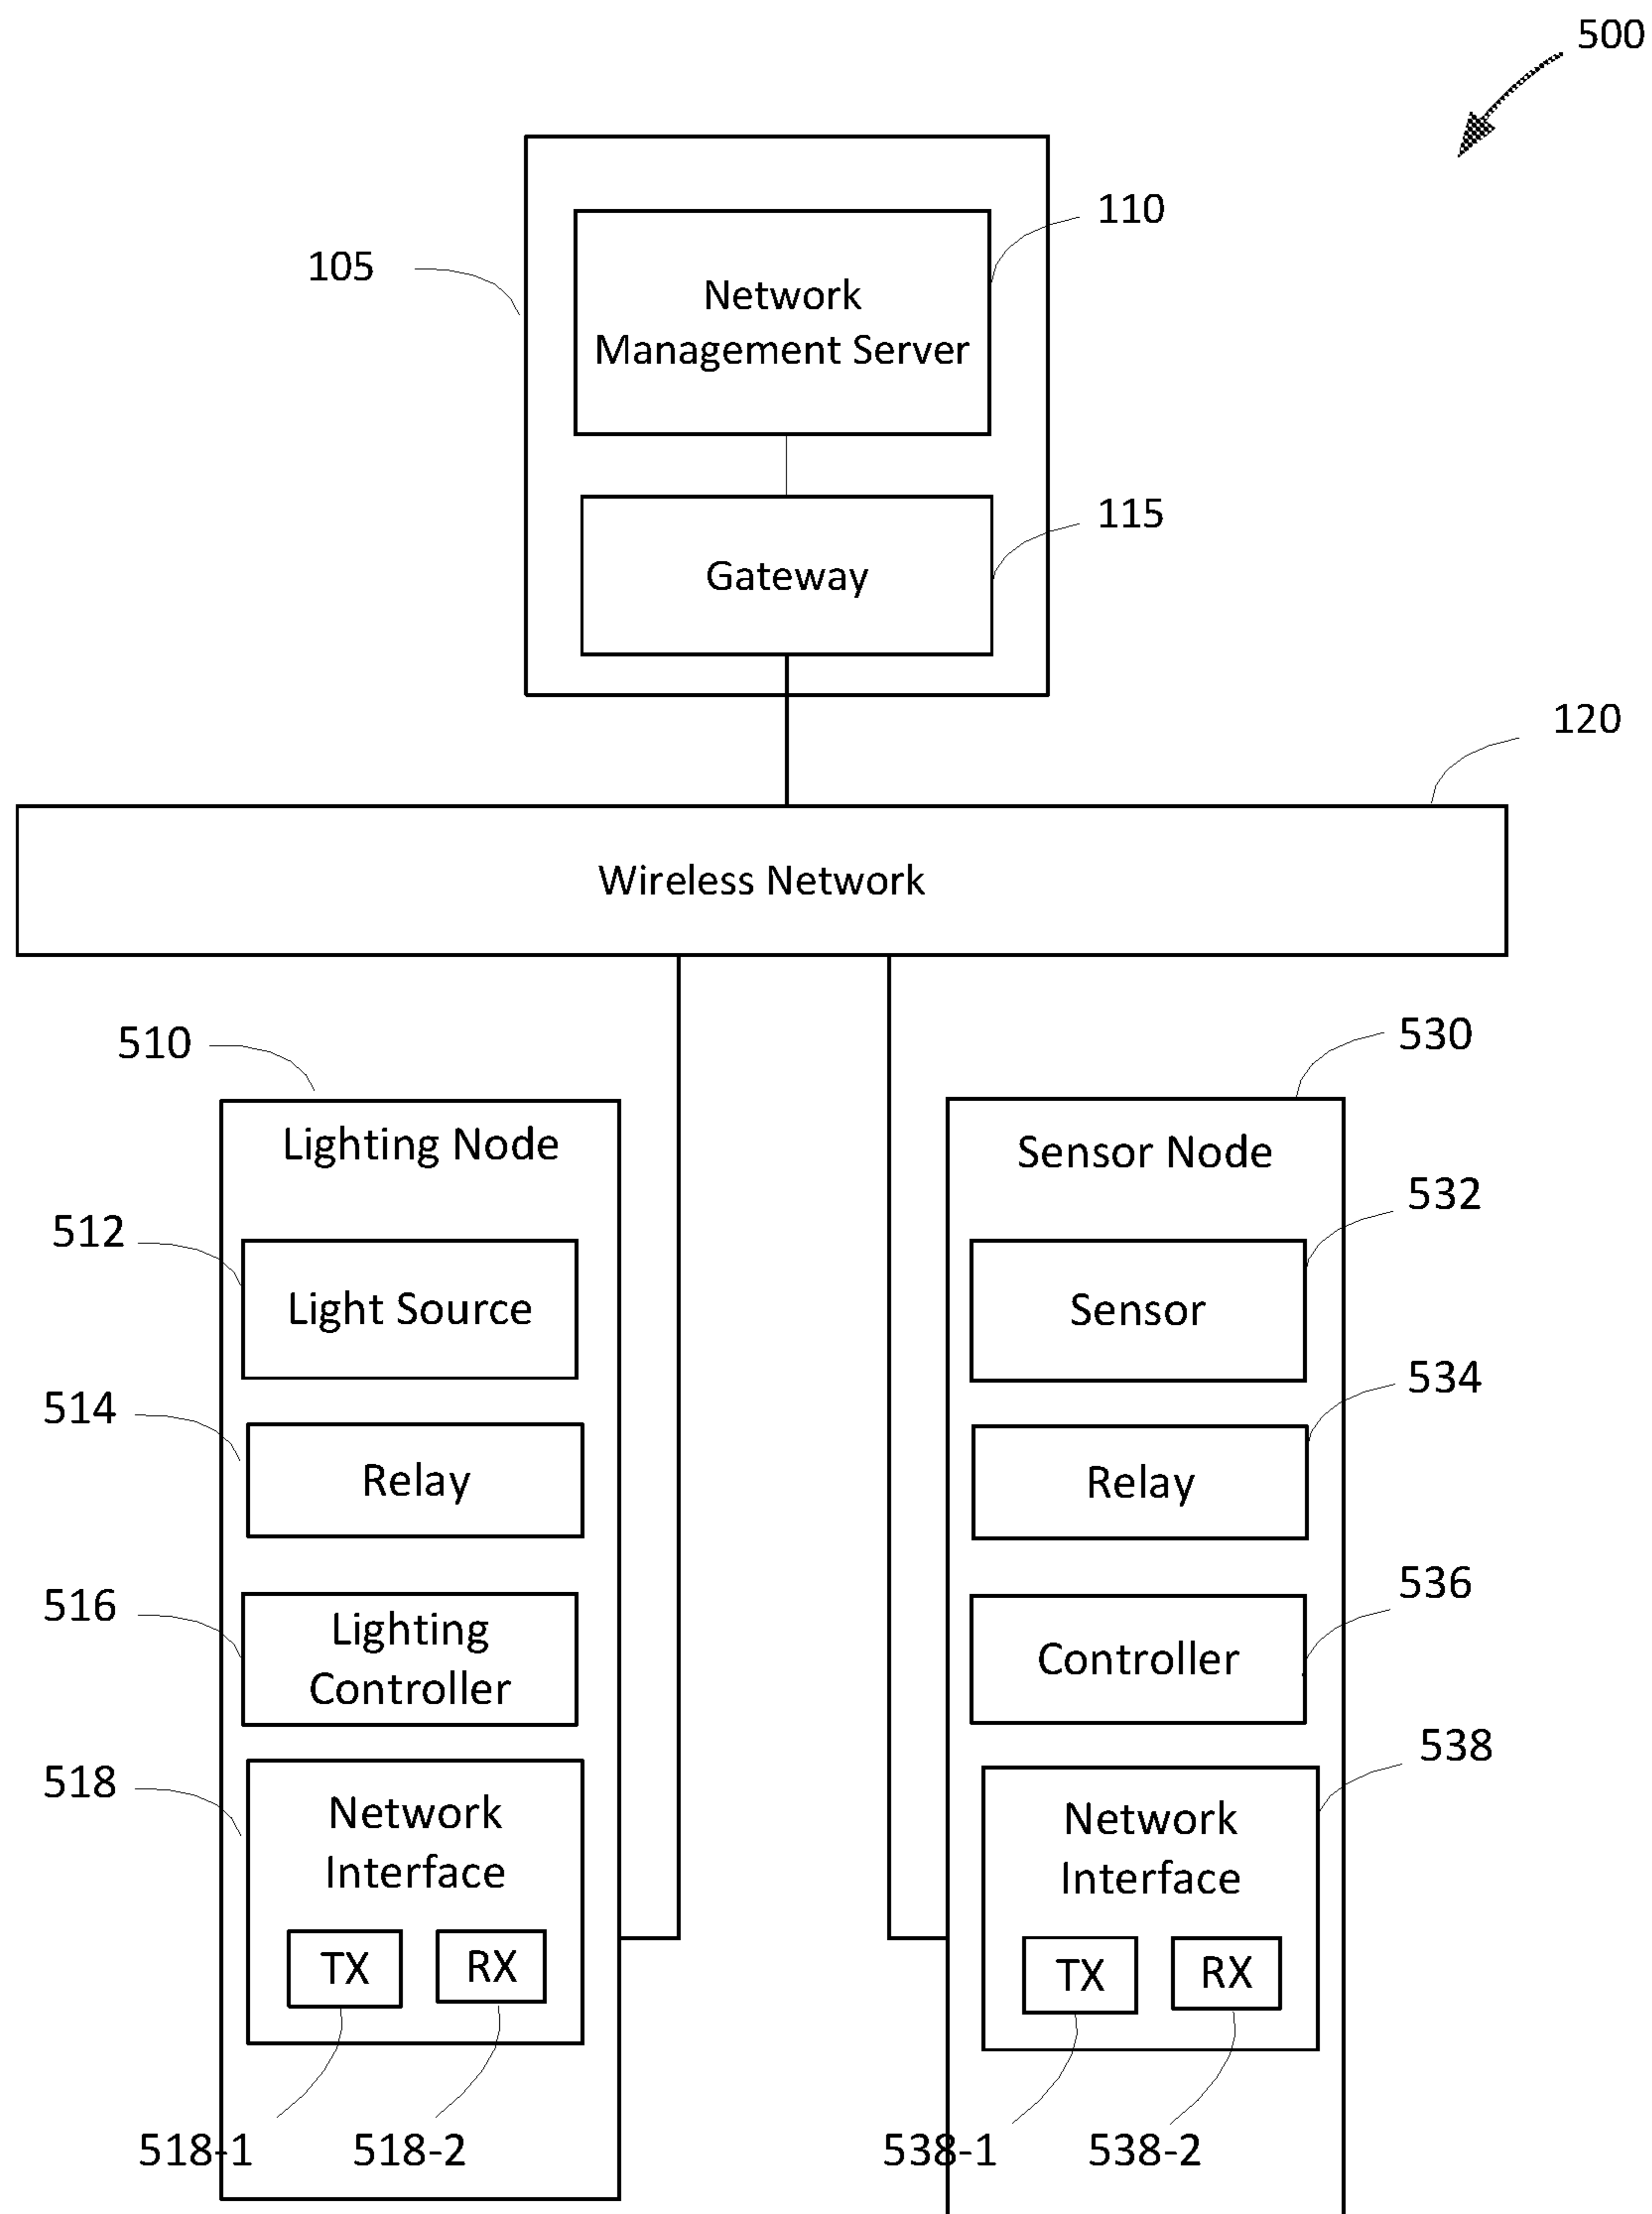 500
110
105
Network
Management Server
115
Gateway
120
Wireless Network
510
530
Lighting Node
Sensor Node
512
532
Light Source
Sensor
514
534
Relay
Relay
516
536
Lighting
Controller
Controller
518
538
Network
Interface
Network
Interface
TX
RX
TX
RX
518-1
518-2
538-1
538-2